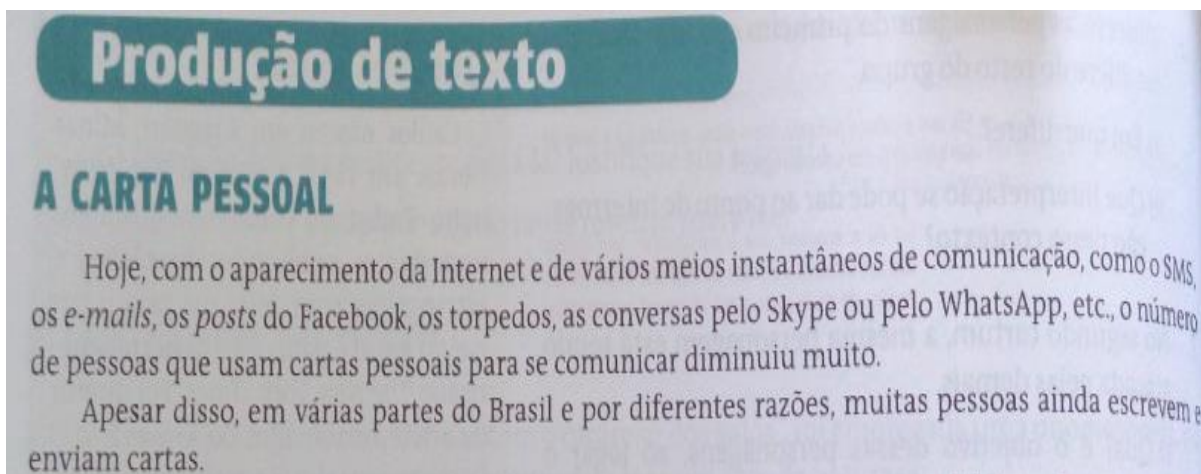 Produção de texto
A CARTA PESSOAL
Hoje, com o aparecimento da Internet e de vários meios instantâneos de comunicação, como o SMS,
os e-mails, os posts do Facebook, os torpedos, as conversas pelo Skype ou pelo WhatsApp, etc., o número
de pessoas que usam cartas pessoais para se comunicar diminuiu muito.
Apesar disso, em várias partes do Brasil e por diferentes razões, muitas pessoas ainda escrevem e
enviam cartas.